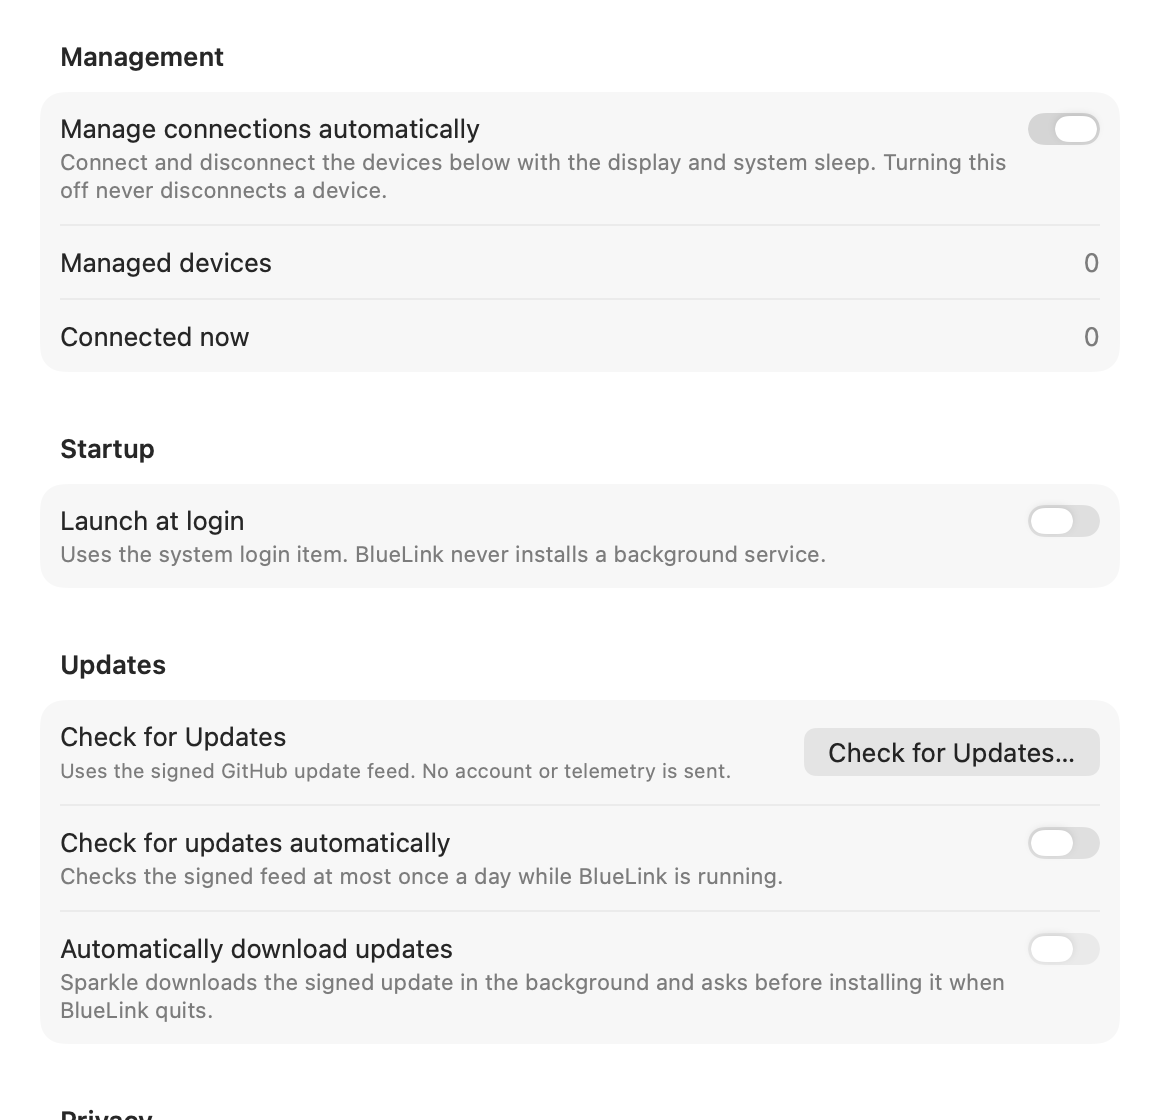 Management
Manage connections automatically
Connect and disconnect the devices below with the display and system sleep. Turning this
off never disconnects a device.
Managed devices 0
Connected now 0
Startup
Launch at login
Uses the system login item. BlueLink never installs a background service.
Updates
Check for Updates
Check for Updates...
Uses the signed GitHub update feed. No account or telemetry is sent.
Check for updates automatically
Checks the signed feed at most once a day while BlueLink is running.
Automatically download updates
Sparkle downloads the signed update in the background and asks before installing it when
BlueLink quits.
Privacy